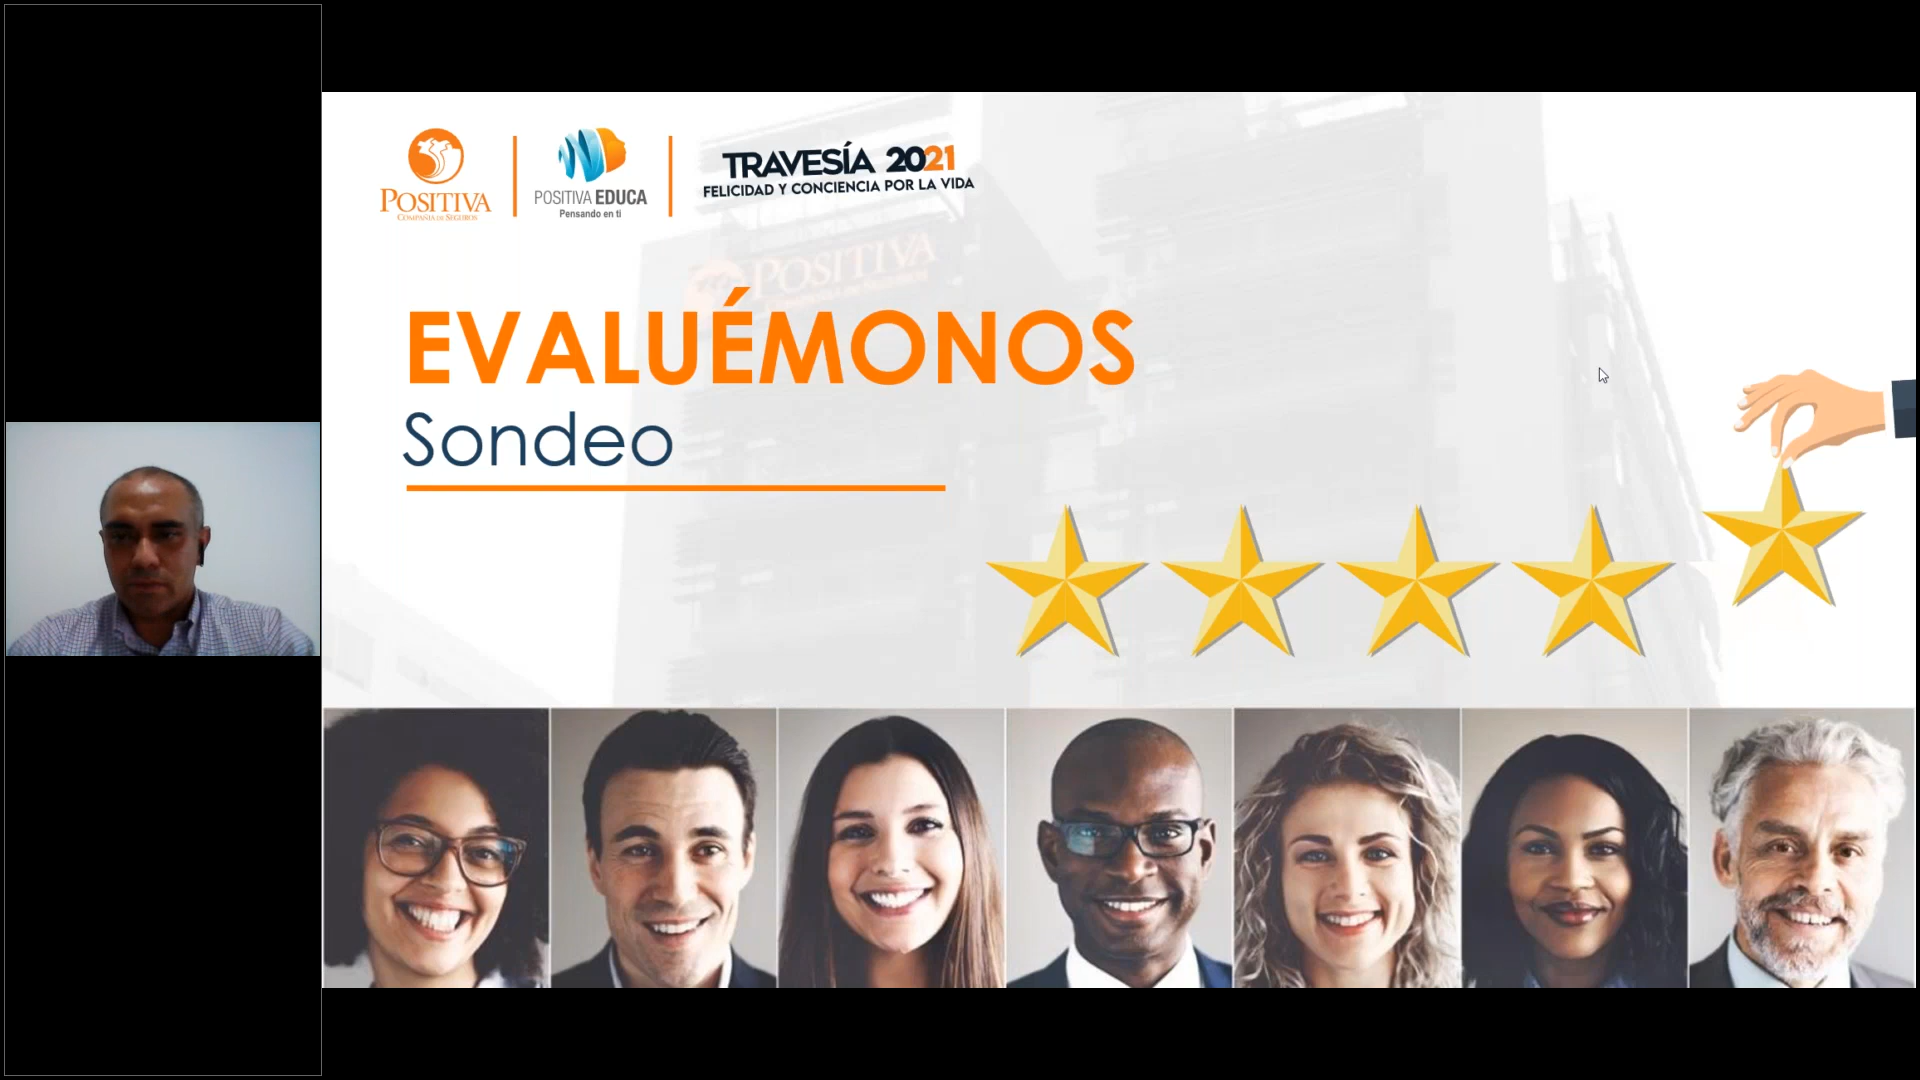 POSITIVA
COMPAÑÍA DE SEGUROS
POSITIVA EDUCA
Pensando en ti
TRAVESÍA 2021
FELICIDAD Y CONCIENCIA POR LA VIDA
POSITIVA
EVALUÉMONOS
Sondeo